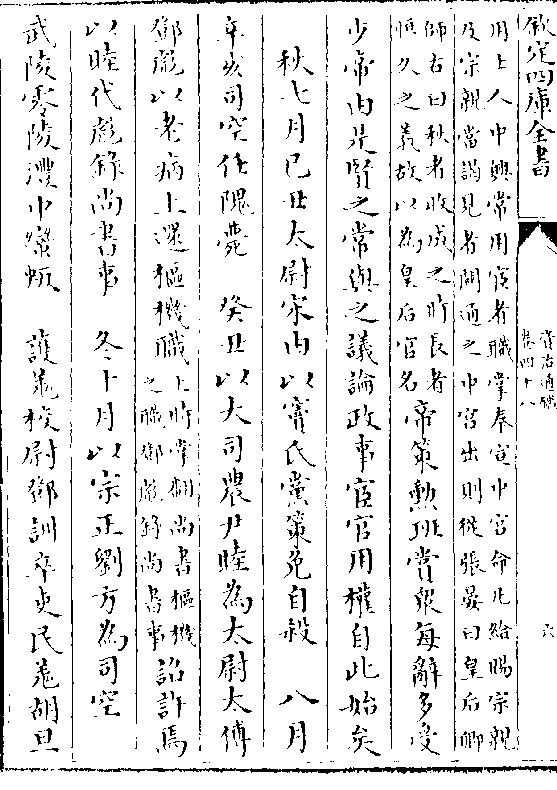 欽定四庫全書
資治通鑑
卷四十八
六
用士人中興常用宦者職掌奉宣中宮命凡給賜宗親
及宗親當謁見者關通之中宮出則從張晏曰皇后卿
師古曰秋者收成之時長者
恒久之義故以為皇后官名
帝策勲班賞衆每辭多受
少帝由是賢之常與之議論政事宦官用權自此始矣
秋七月己丑太尉宋由以竇氏黨策免自殺 八月
辛亥司空任隗薨 癸丑以大司農尹睦為太尉太傅
鄧彪以老病上還樞機職
上時掌翻尚書樞機
之職鄧彪錄尚書事
詔許焉
以睦代彪錄尚書事 冬十月以宗正劉方為司空
武陵零陵澧中蠻叛 護羌校尉鄧訓卒吏民羌胡旦